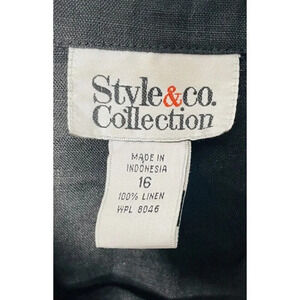 Style&co.
Collection
MADE IN
INDONESIA
16
100% LINEN
WPL 8046